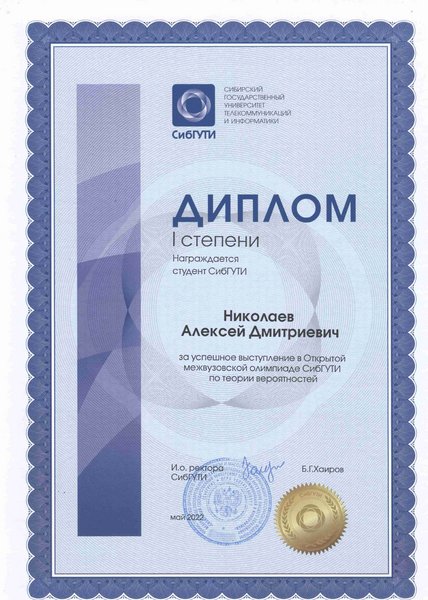 СИБИРСКИЙ
ГОСУДАРСТВЕННЫЙ
УНИВЕРСИТЕТ
ТЕЛЕКОММУНИКАЦИЙ
И ИНФОРМАТИКИ
СибГУТИ
ДИПЛОМ
I степени
Награждается
студент СибГУТИ
Николаев
Алексей Дмитриевич
за успешное выступление в Открытой
межвузовской олимпиаде СибГУТИ
по теории вероятностей
И.о. ректора
СибГУТИ
Б.Г.Хаиров
май 2022